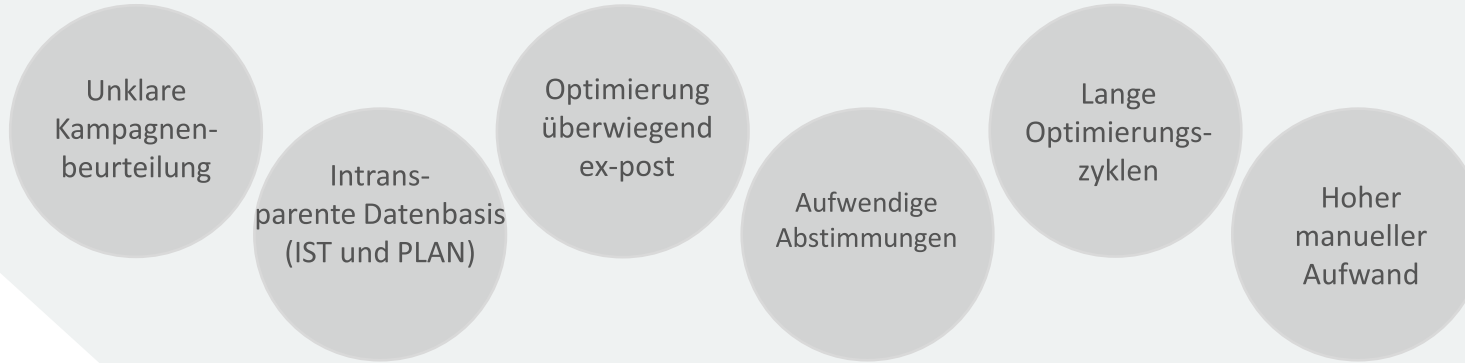 Unklare
Kampagnen-
beurteilung
Intrans-
parente Datenbasis
(IST und PLAN)
Optimierung
überwiegend
ex-post
Aufwendige
Abstimmungen
Lange
Optimierungs-
zyklen
Hoher
manueller
Aufwand